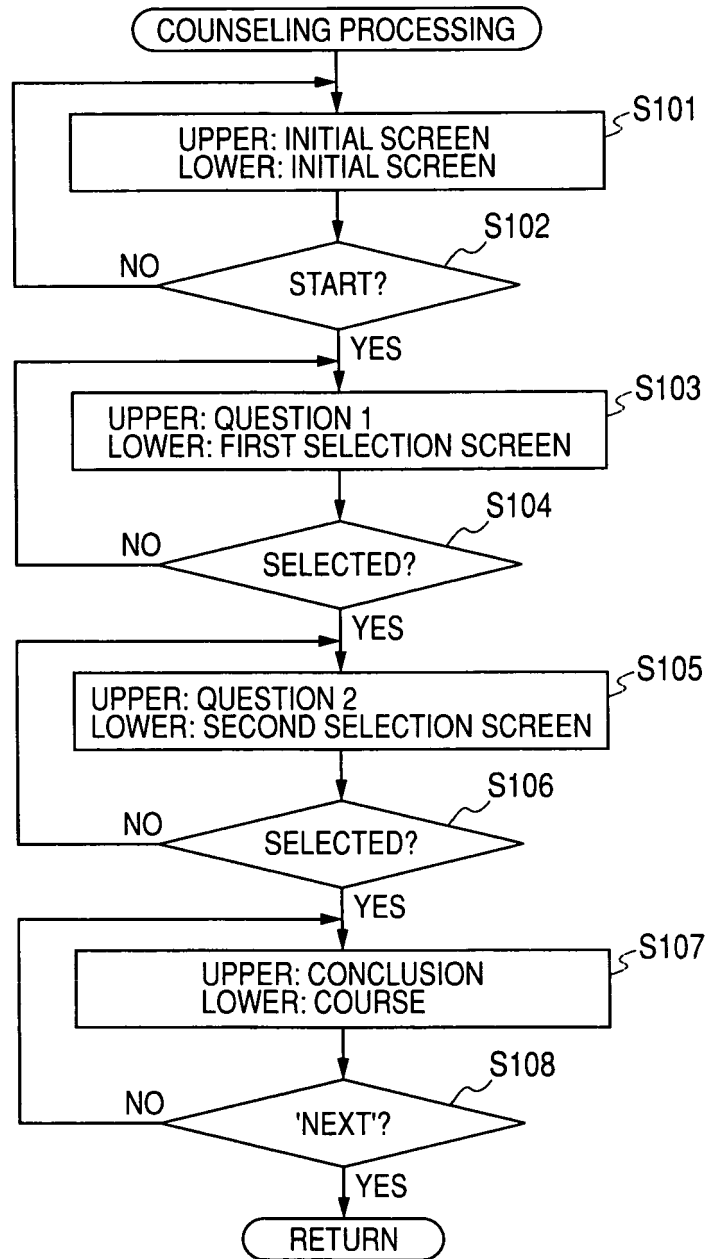 COUNSELING PROCESSING
S101
UPPER: INITIAL SCREEN
LOWER: INITIAL SCREEN
S102
NO
START?
YES
S103
UPPER: QUESTION 1
LOWER: FIRST SELECTION SCREEN
S104
NO
SELECTED?
YES
S105
UPPER: QUESTION 2
LOWER: SECOND SELECTION SCREEN
S106
NO
SELECTED?
YES
S107
UPPER: CONCLUSION
LOWER: COURSE
S108
NO
'NEXT'?
YES
RETURN